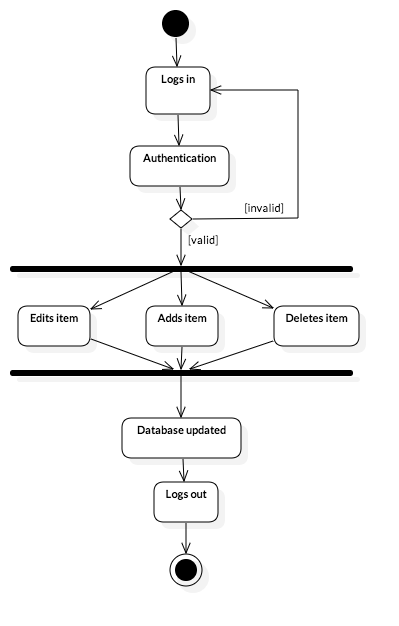 Logs in
Authentication
[invalid]
[valid]
Edits item
Adds item
Deletes item
Database updated
Logs out